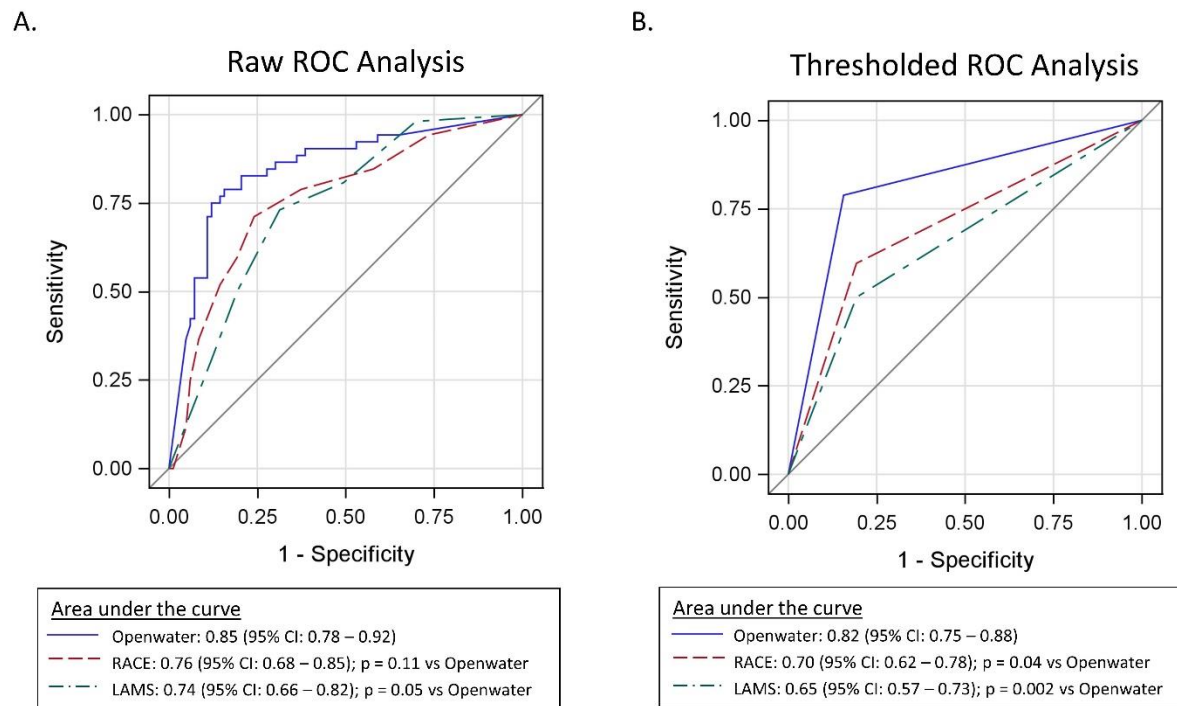 A.
Raw ROC Analysis
1.00
0.75
0.50
0.25
0.00
Sensitivity
0.00 0.25 0.50 0.75 1.00
1 - Specificity
Area under the curve
Openwater: 0.85 (95% CI: 0.78 – 0.92)
RACE: 0.76 (95% CI: 0.68 – 0.85); p = 0.11 vs Openwater
LAMS: 0.74 (95% CI: 0.66 – 0.82); p = 0.05 vs Openwater
B.
Thresholded ROC Analysis
1.00
0.75
0.50
0.25
0.00
Sensitivity
0.00 0.25 0.50 0.75 1.00
1 - Specificity
Area under the curve
Openwater: 0.82 (95% CI: 0.75 – 0.88)
RACE: 0.70 (95% CI: 0.62 – 0.78); p = 0.04 vs Openwater
LAMS: 0.65 (95% CI: 0.57 – 0.73); p = 0.002 vs Openwater